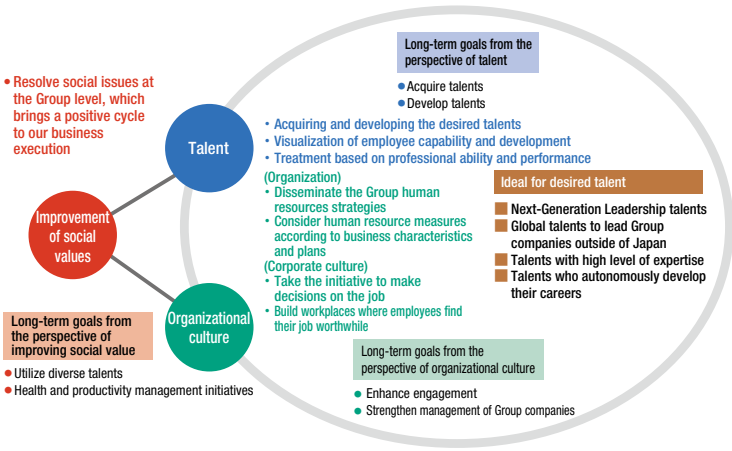 Long-term goals from the
perspective of talent
● Acquire talents
● Develop talents
• Resolve social issues at
the Group level, which
brings a positive cycle
to our business
execution
Talent
• Acquiring and developing the desired talents
• Visualization of employee capability and development
• Treatment based on professional ability and performance
(Organization)
• Disseminate the Group human
resources strategies
• Consider human resource measures
according to business characteristics
and plans
(Corporate culture)
• Take the initiative to make
decisions on the job
• Build workplaces where employees find
their job worthwhile
Ideal for desired talent
■ Next-Generation Leadership talents
■ Global talents to lead Group
companies outside of Japan
■ Talents with high level of expertise
■ Talents who autonomously develop
their careers
Improvement
of social
values
Organizational
culture
Long-term goals from
the perspective of
improving social value
● Utilize diverse talents
● Health and productivity management initiatives
Long-term goals from the
perspective of organizational culture
● Enhance engagement
● Strengthen management of Group companies